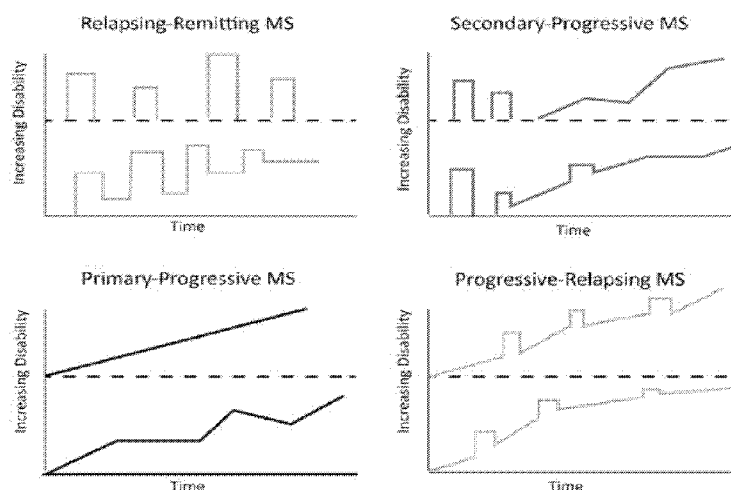 Relapsing-Remitting MS
Increasing Disability
Time
Secondary-Progressive MS
Increasing Disability
Time
Primary-Progressive MS
Increasing Disability
Time
Progressive-Relapsing MS
Increasing Disability
Time